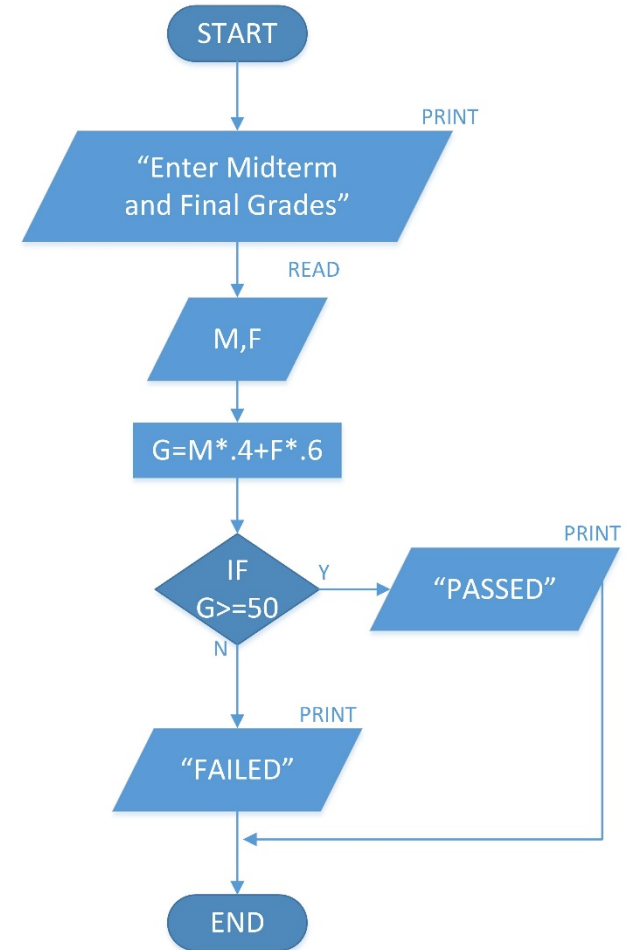 START
PRINT
“Enter Midterm
and Final Grades”
READ
M,F
G=M*.4+F*.6
IF
G>=50
Y
PRINT
“PASSED”
N
PRINT
“FAILED”
END